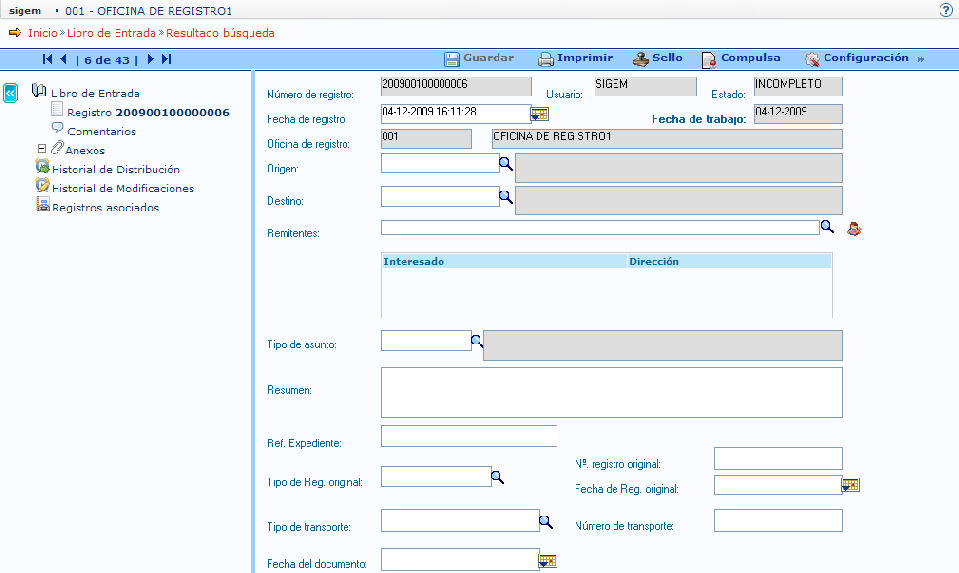 sigem • 001 - OFICINA DE REGISTRO1
Inicio » Libro de Entrada » Resultado búsqueda
| 6 de 43 | Guardar Imprimir Sello Compulsa Configuración »
Libro de Entrada
Registro 200900100000006
Comentarios
Anexos
Historial de Distribución
Historial de Modificaciones
Registros asociados
Número de registro: 200900100000006 Usuario: SIGEM Estado: INCOMPLETO
Fecha de registro 04-12-2009 16:11:28 Fecha de trabajo: 04-12-2009
Oficina de registro: 001 OFICINA DE REGISTRO1
Origen:
Destino:
Remitentes:
Interesado Dirección
Tipo de asunto:
Resumen:
Ref. Expediente:
Nº. registro original:
Tipo de Reg. original:
Fecha de Reg. original:
Tipo de transporte: Número de transporte:
Fecha del documento: